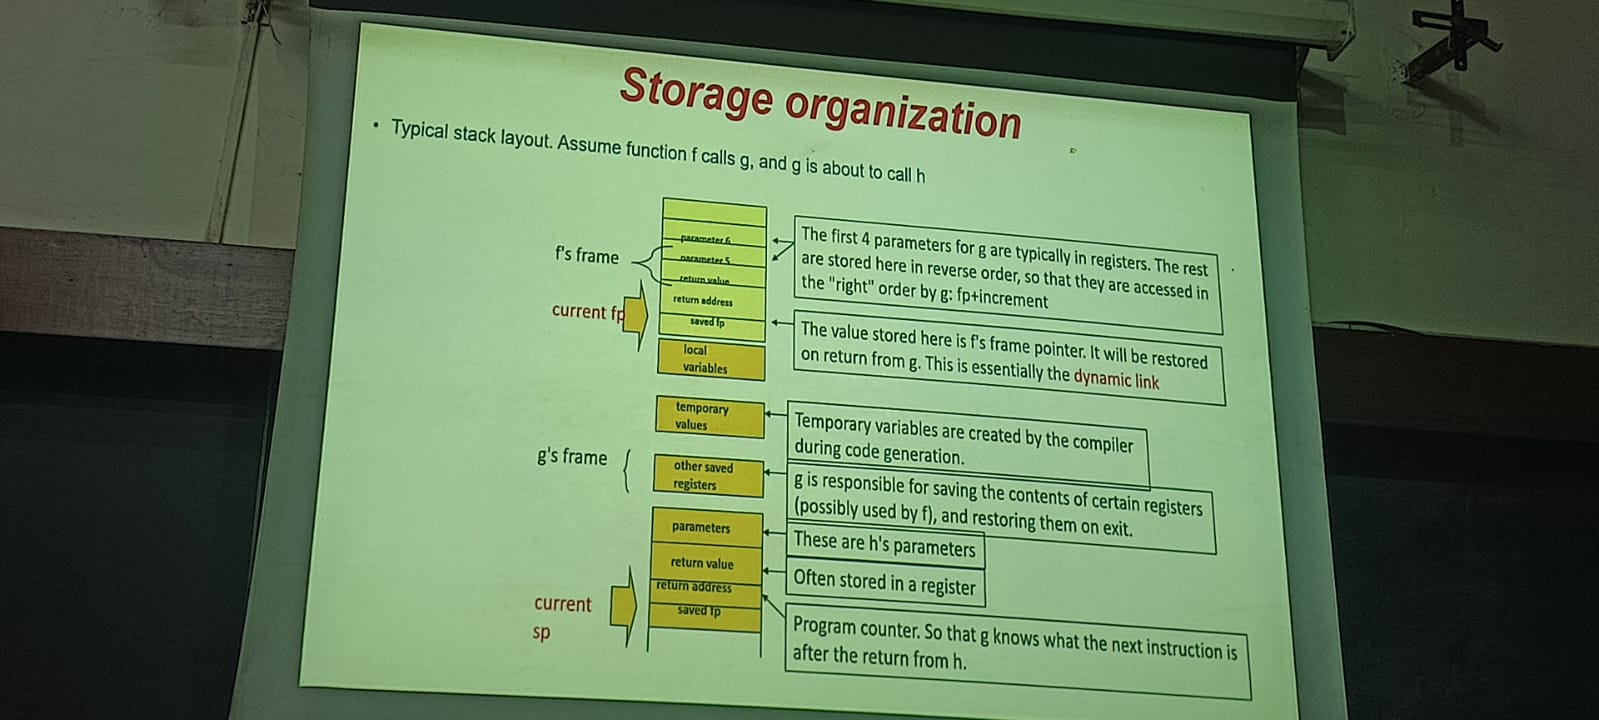 Storage organization
• Typical stack layout. Assume function f calls g, and g is about to call h
f's frame
current fp
parameter 6
parameter 5
return value
return address
saved fp
local
variables
The first 4 parameters for g are typically in registers. The rest
are stored here in reverse order, so that they are accessed in
the "right" order by g: fp+increment
The value stored here is f's frame pointer. It will be restored
on return from g. This is essentially the dynamic link
temporary
values
Temporary variables are created by the compiler
during code generation.
g's frame
other saved
registers
g is responsible for saving the contents of certain registers
(possibly used by f), and restoring them on exit.
parameters
These are h's parameters
return value
Often stored in a register
return address
saved fp
current
sp
Program counter. So that g knows what the next instruction is
after the return from h.